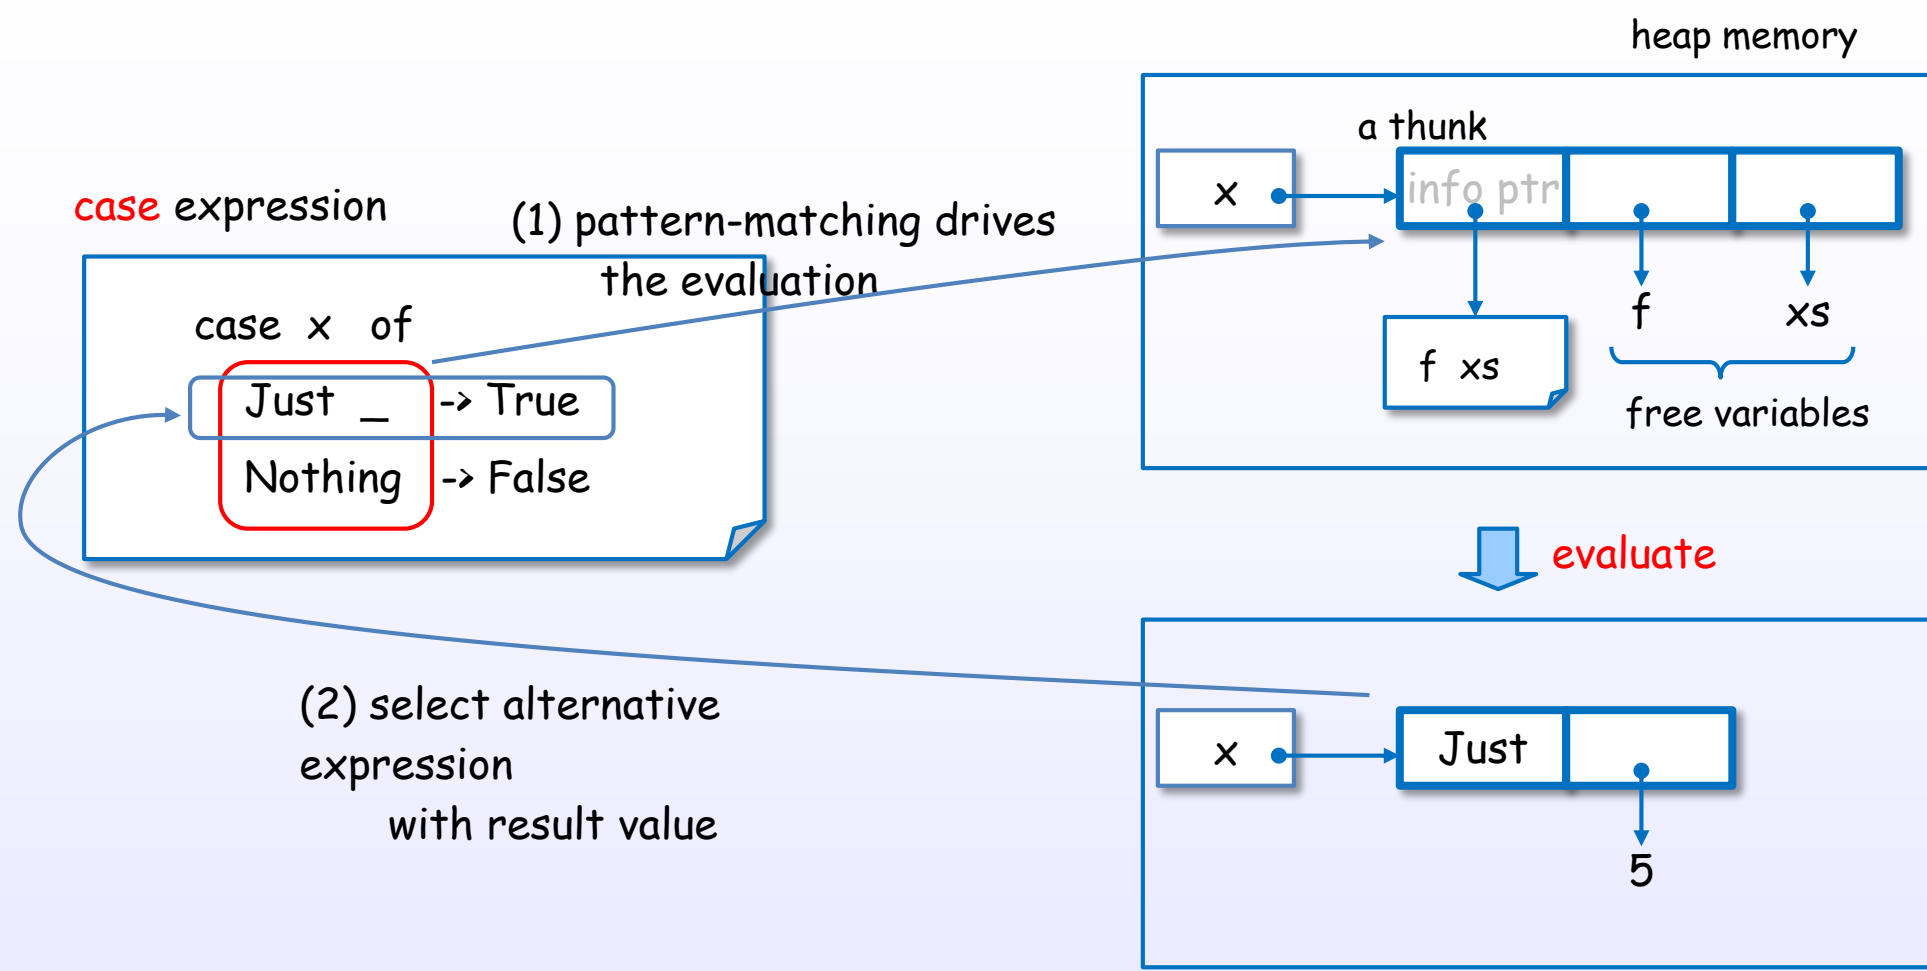 heap memory
a thunk
x
info ptr
case expression
(1) pattern-matching drives
the evaluation
case x of
Just _ -> True
Nothing -> False
f xs
f xs
free variables
evaluate
(2) select alternative
expression
with result value
x
Just
5